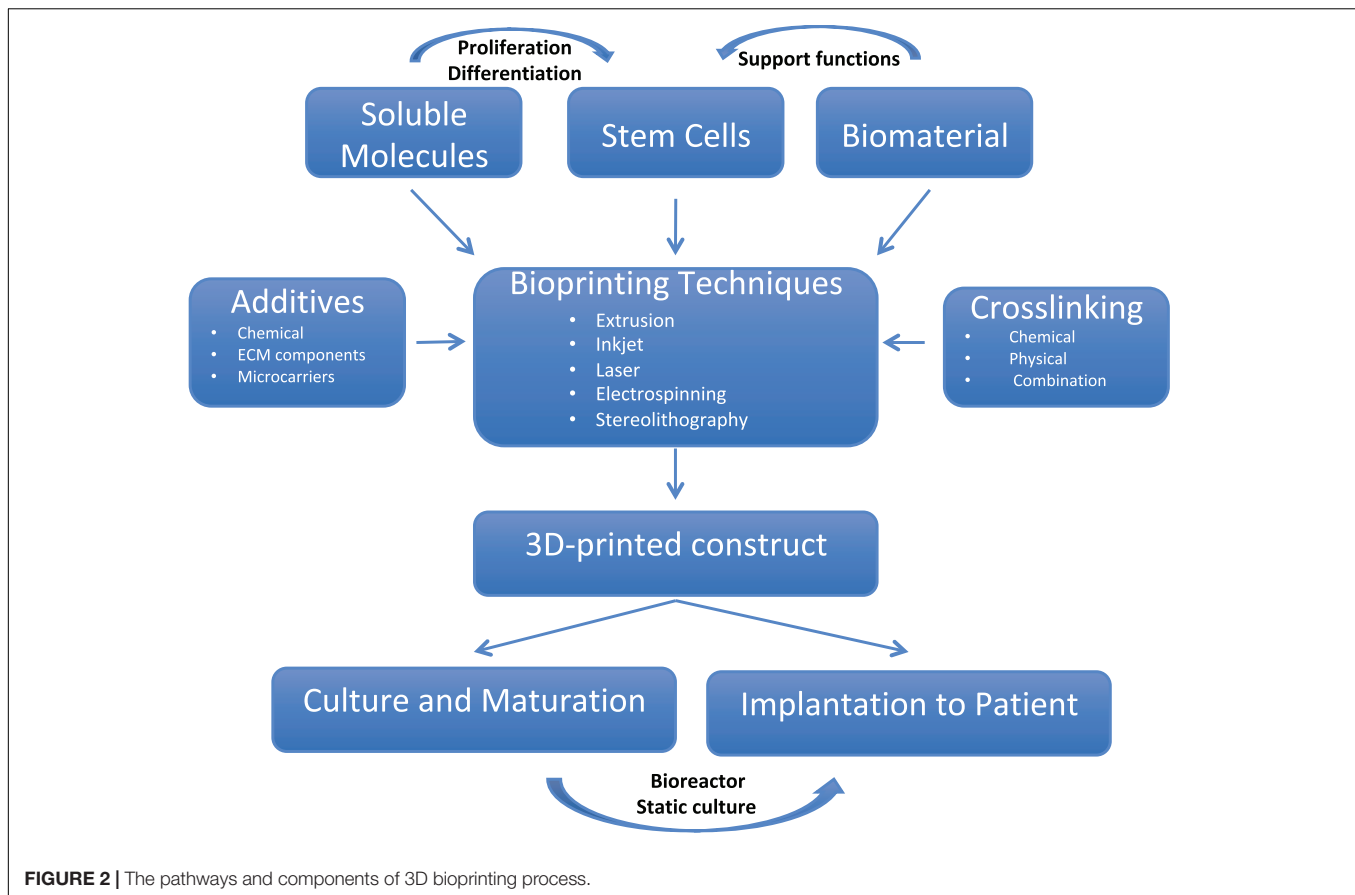 Proliferation
Differentiation
Support functions
Soluble
Molecules
Stem Cells
Biomaterial
Additives
• Chemical
• ECM components
• Microcarriers
Bioprinting Techniques
• Extrusion
• Inkjet
• Laser
• Electrospinning
• Stereolithography
Crosslinking
• Chemical
• Physical
• Combination
3D-printed construct
Culture and Maturation
Implantation to Patient
Bioreactor
Static culture
FIGURE 2 | The pathways and components of 3D bioprinting process.